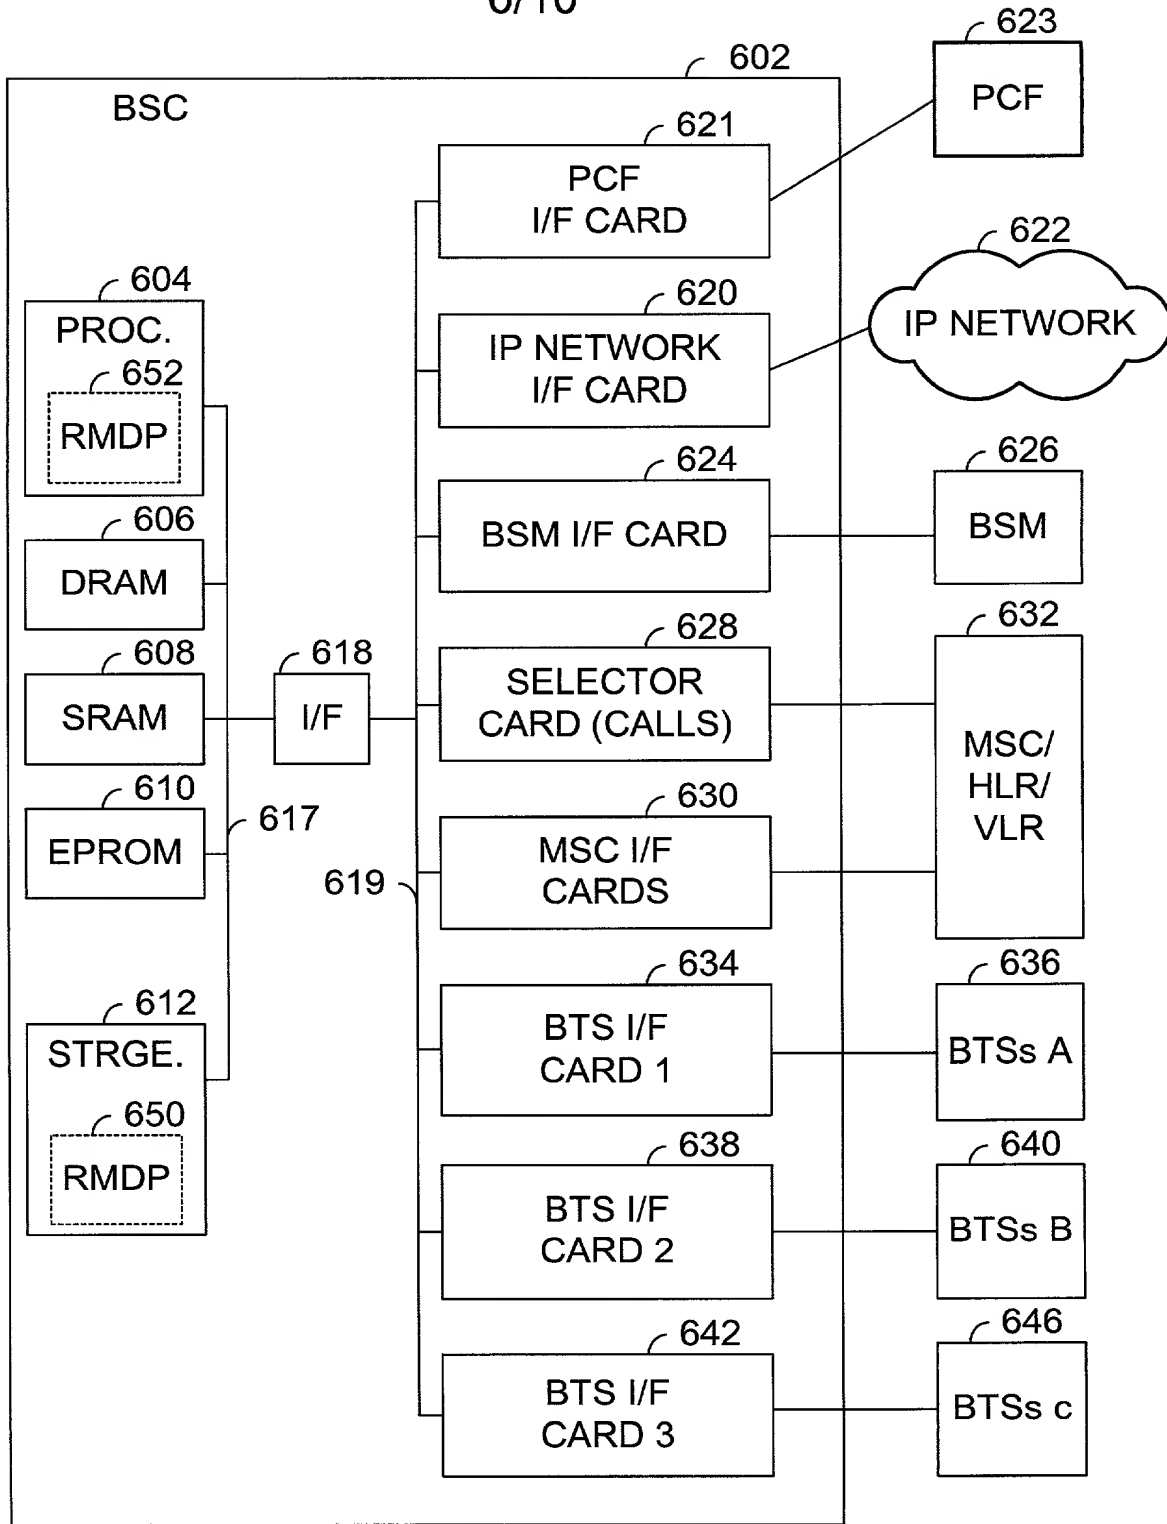 6/10
602
BSC
623
PCF
621
PCF
I/F CARD
622
IP NETWORK
620
IP NETWORK
I/F CARD
604
PROC.
652
RMDP
624
BSM I/F CARD
626
BSM
606
DRAM
608
SRAM
618
I/F
628
SELECTOR
CARD (CALLS)
632
MSC/
HLR/
VLR
610
EPROM
617
619
630
MSC I/F
CARDS
612
STRGE.
650
RMDP
634
BTS I/F
CARD 1
636
BTSs A
638
BTS I/F
CARD 2
640
BTSs B
642
BTS I/F
CARD 3
646
BTSs c